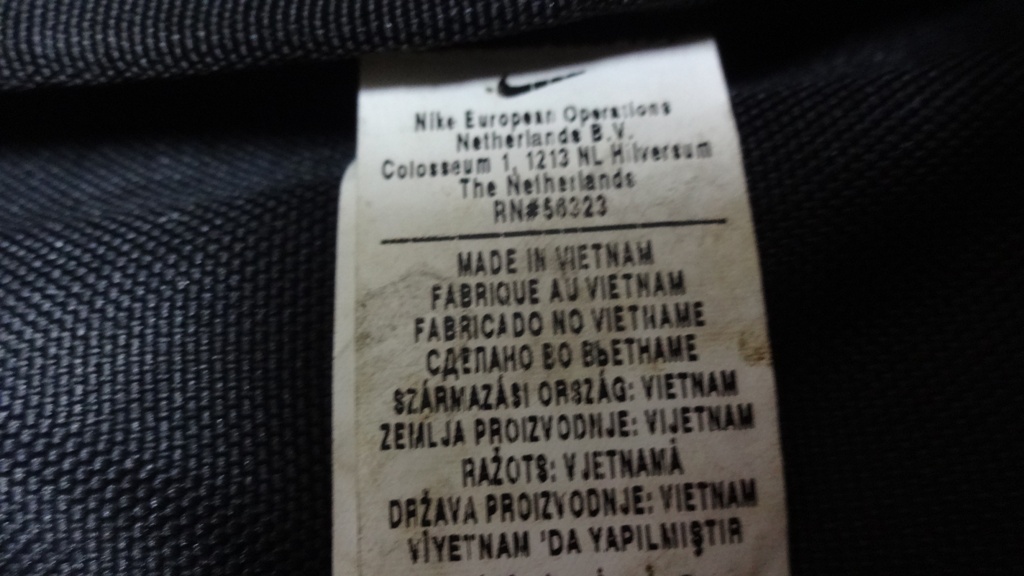 Nike European Operations
Netherlands B.V.
Colosseum 1, 1213 NL Hilversum
The Netherlands
RN#56323
MADE IN VIETNAM
FABRIQUE AU VIETNAM
FABRICADO NO VIETNAME
СДЕЛАНО ВО ВЬЕТНАМЕ
SZÁRMAZÁSI ORSZÁG: VIETNAM
ZEMLJA PROIZVODNJE: VIJETNAM
RAŽOTS: VJETNAMĀ
DRŽAVA PROIZVODNJE: VIETNAM
VİYETNAM 'DA YAPILMIŞTIR